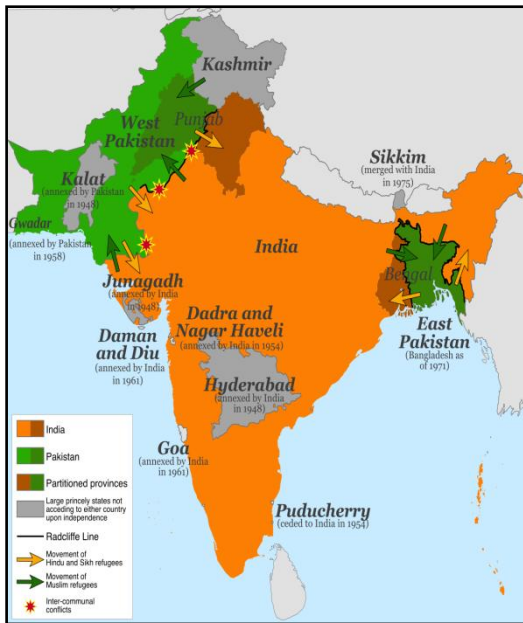 Kashmir
Punjab
West
Pakistan
Kalat
(annexed by Pakistan
in 1948)
Gwadar
(annexed by Pakistan
in 1958)
Sikkim
(merged with India
in 1975)
India
Bengal
Junagadh
(annexed by India
in 1948)
Dadra and
Nagar Haveli
(annexed by India in 1954)
Daman
and Diu
(annexed by India
in 1961)
East
Pakistan
(Bangladesh as
of 1971)
Hyderabad
(annexed by India
in 1948)
Goa
(annexed by India
in 1961)
Puducherry
(ceded to India in 1954)
India
Pakistan
Partitioned provinces
Large princely states not
acceding to either country
upon independence
Radcliffe Line
Movement of
Hindu and Sikh refugees
Movement of
Muslim refugees
Inter-communal
conflicts